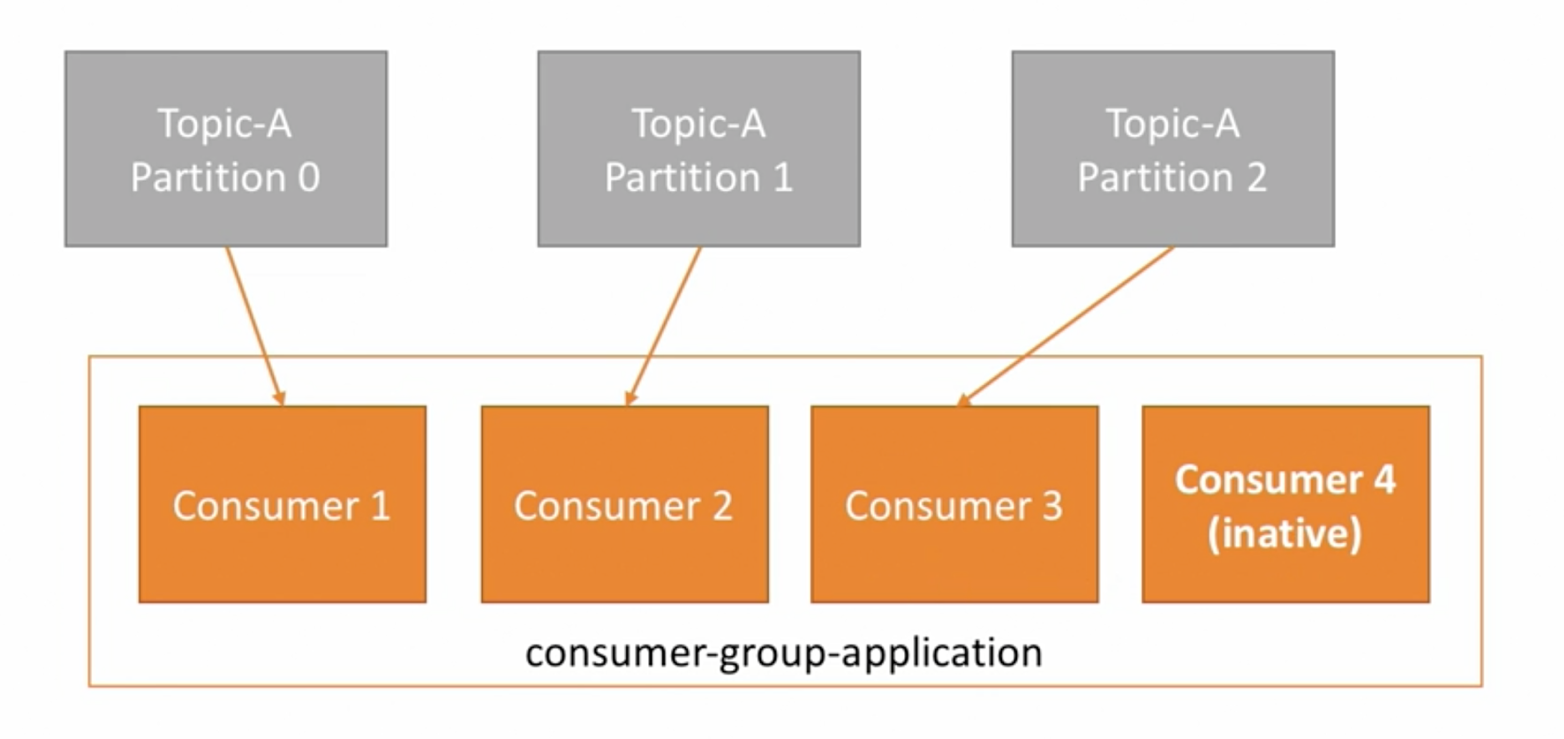 Topic-A
Partition 0
Topic-A
Partition 1
Topic-A
Partition 2
Consumer 1
Consumer 2
Consumer 3
Consumer 4
(inative)
consumer-group-application